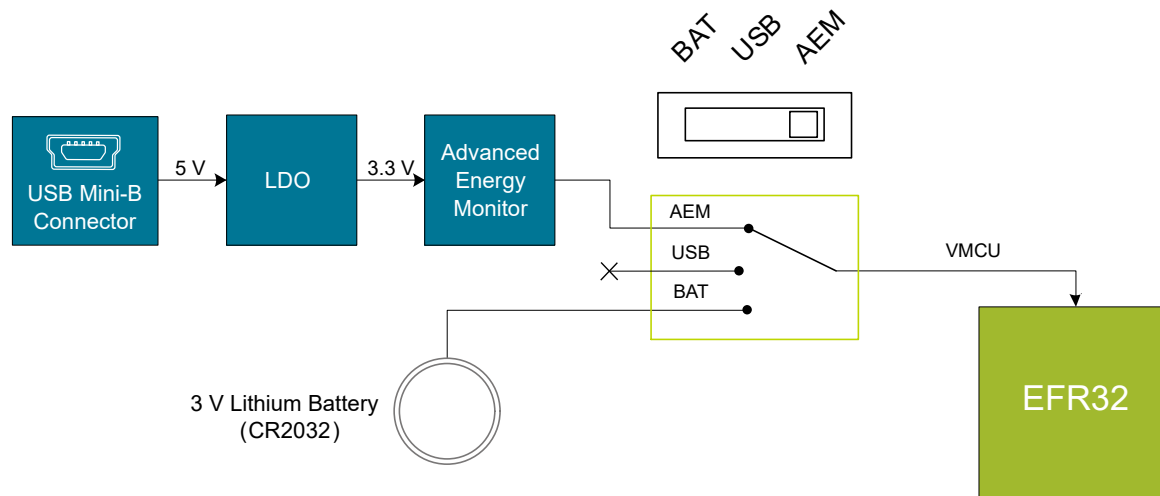 BAT
USB
AEM
USB Mini-B
Connector
5 V
LDO
3.3 V
Advanced
Energy
Monitor
AEM
USB
BAT
VMCU
3 V Lithium Battery
(CR2032)
EFR32